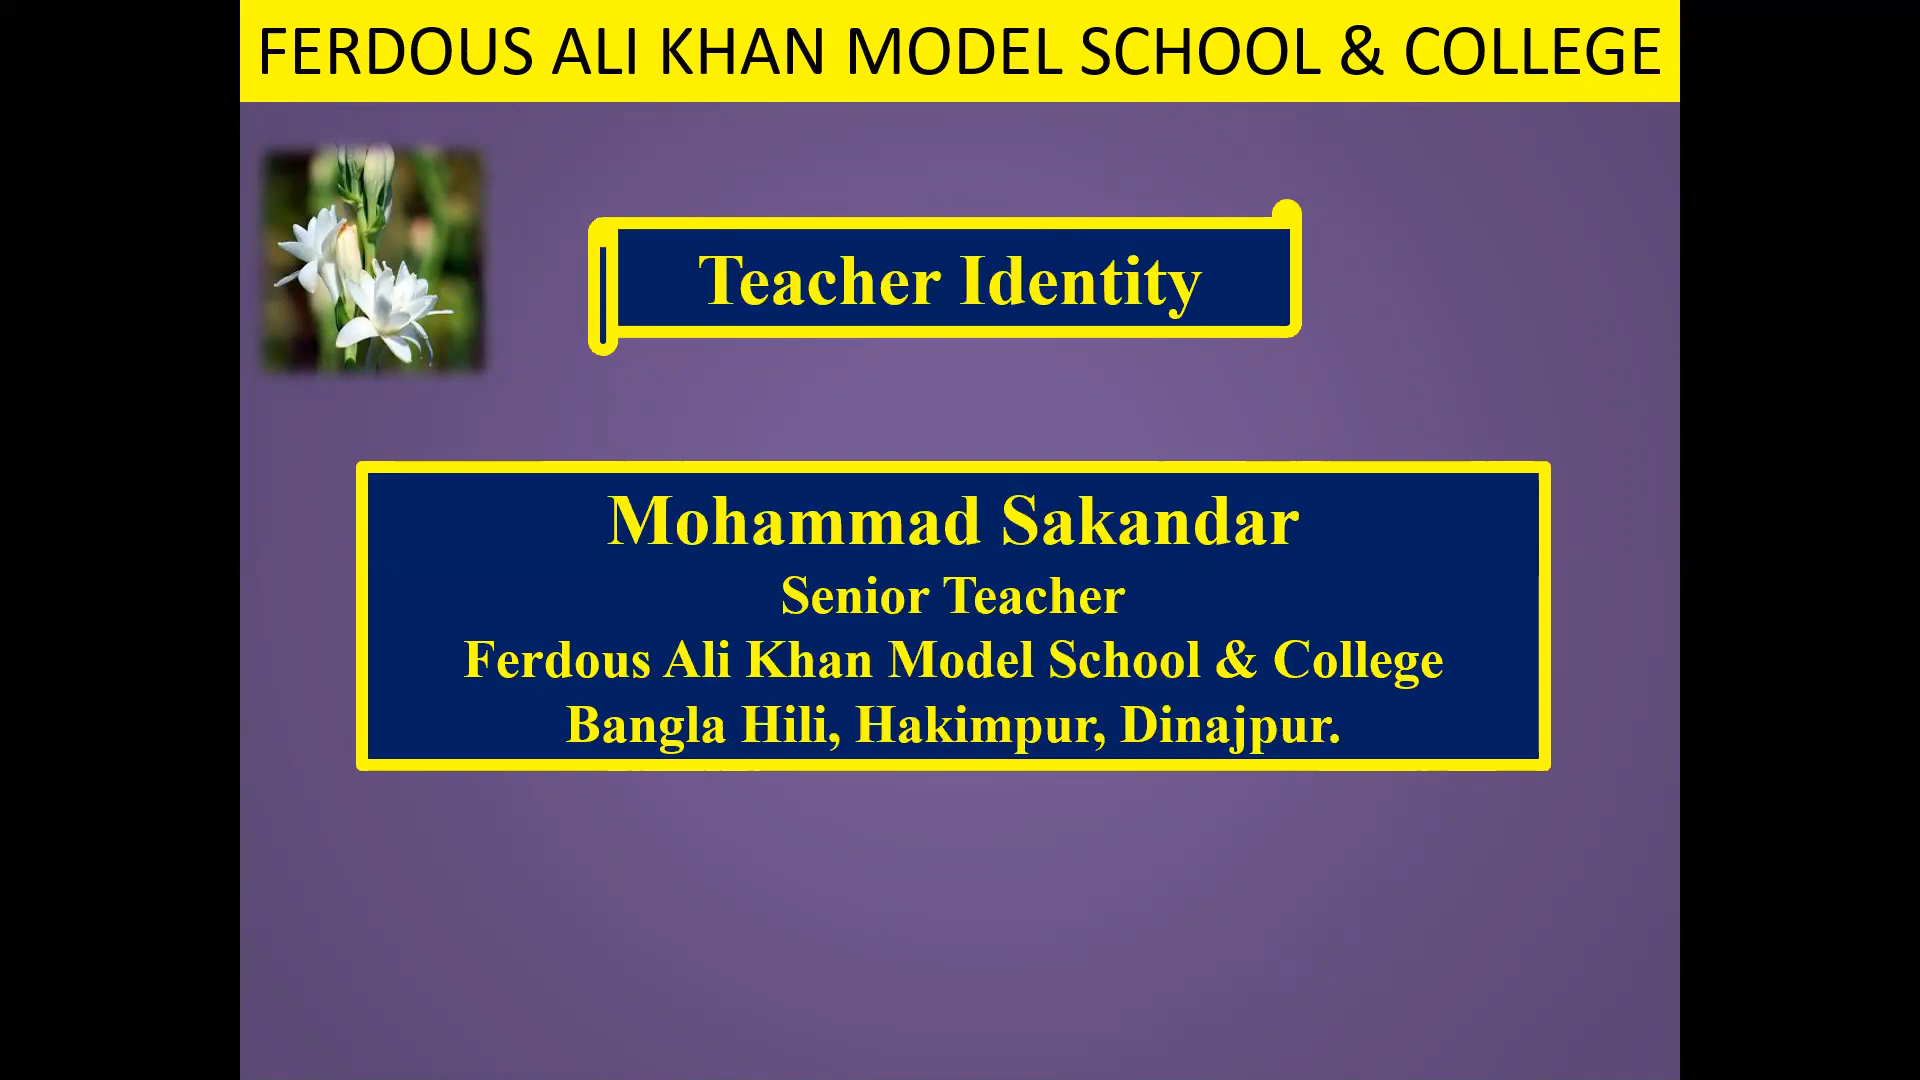 FERDOUS ALI KHAN MODEL SCHOOL & COLLEGE
Teacher Identity
Mohammad Sakandar
Senior Teacher
Ferdous Ali Khan Model School & College
Bangla Hili, Hakimpur, Dinajpur.